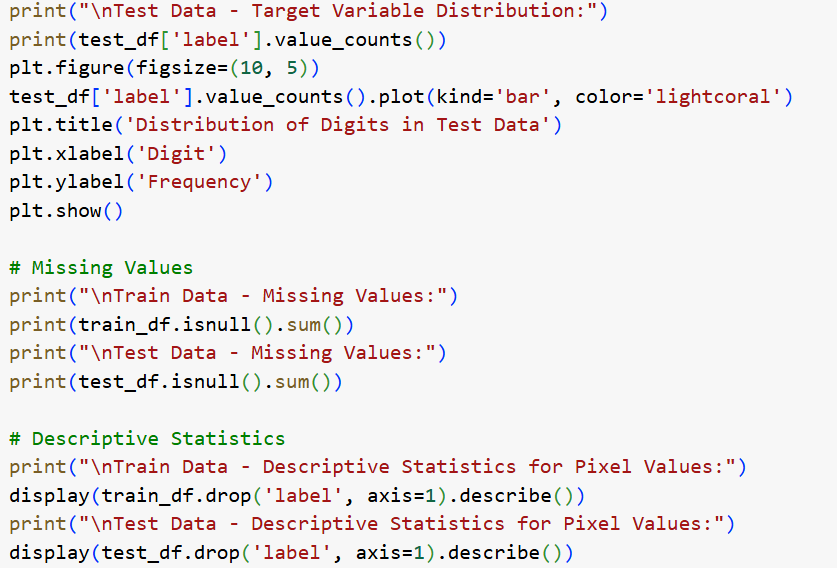 print("\nTest Data - Target Variable Distribution:")
print(test_df['label'].value_counts())
plt.figure(figsize=(10, 5))
test_df['label'].value_counts().plot(kind='bar', color='lightcoral')
plt.title('Distribution of Digits in Test Data')
plt.xlabel('Digit')
plt.ylabel('Frequency')
plt.show()
# Missing Values
print("\nTrain Data - Missing Values:")
print(train_df.isnull().sum())
print("\nTest Data - Missing Values:")
print(test_df.isnull().sum())
# Descriptive Statistics
print("\nTrain Data - Descriptive Statistics for Pixel Values:")
display(train_df.drop('label', axis=1).describe())
print("\nTest Data - Descriptive Statistics for Pixel Values:")
display(test_df.drop('label', axis=1).describe())